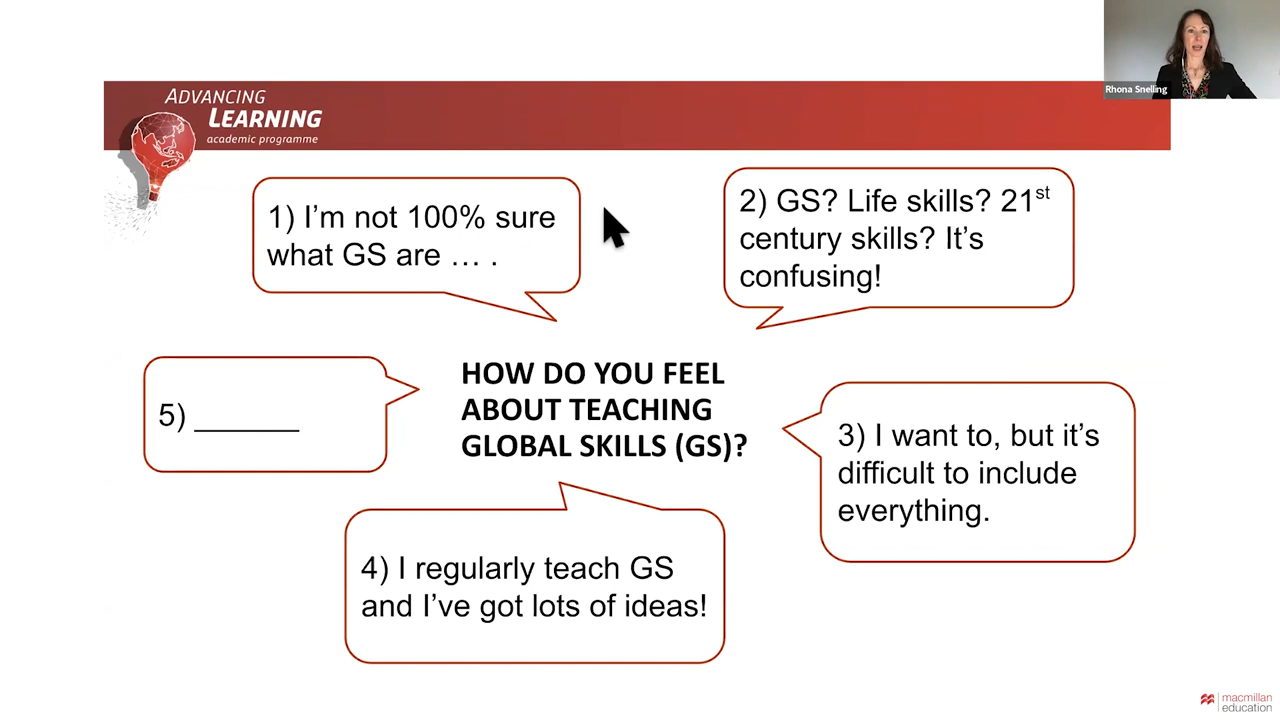 Rhona Snelling
ADVANCING
LEARNING
academic programme
1) I’m not 100% sure
what GS are … .
2) GS? Life skills? 21st
century skills? It’s
confusing!
HOW DO YOU FEEL
ABOUT TEACHING
GLOBAL SKILLS (GS)?
3) I want to, but it’s
difficult to include
everything.
4) I regularly teach GS
and I’ve got lots of ideas!
5) _______
macmillan
education